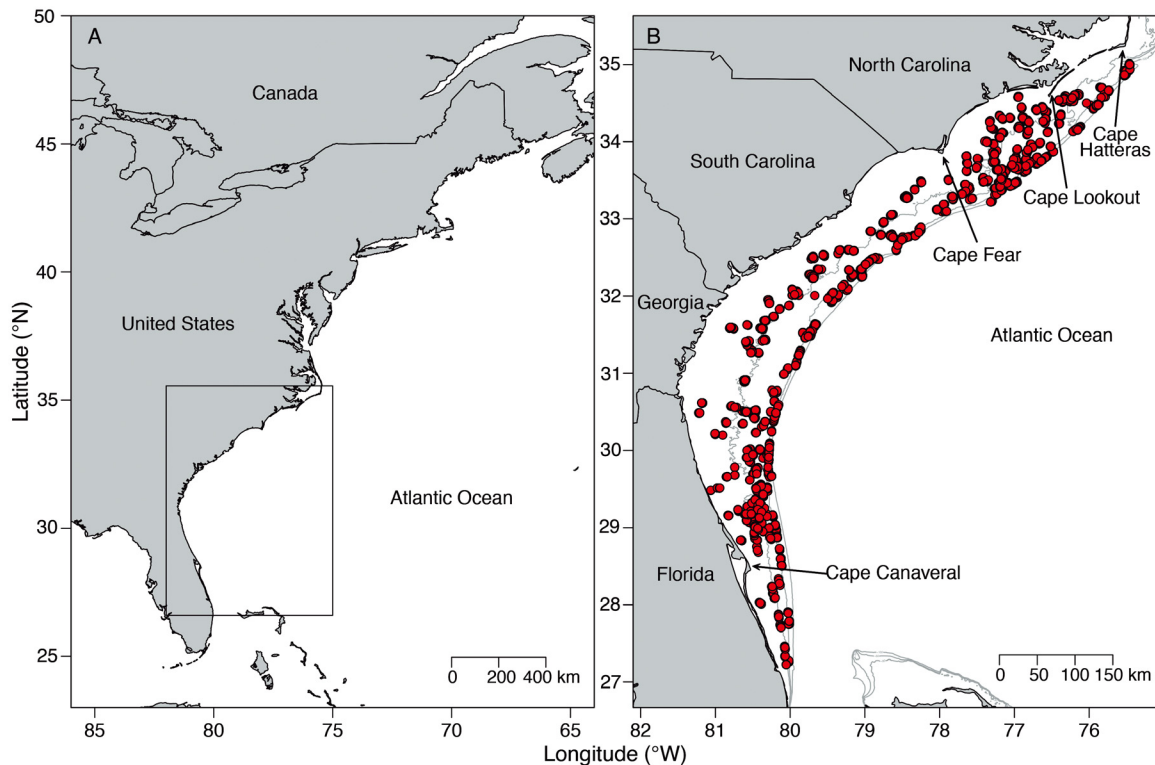 A
Canada
United States
Atlantic Ocean
50
45
40
35
30
25
Latitude (°N)
0 200 400 km
85
80
75
70
65
B
North Carolina
South Carolina
Georgia
Florida
Cape
Hatteras
Cape Lookout
Cape Fear
Atlantic Ocean
Cape Canaveral
35
34
33
32
31
30
29
28
27
0 50 100 150 km
82
81
80
79
78
77
76
Longitude (°W)